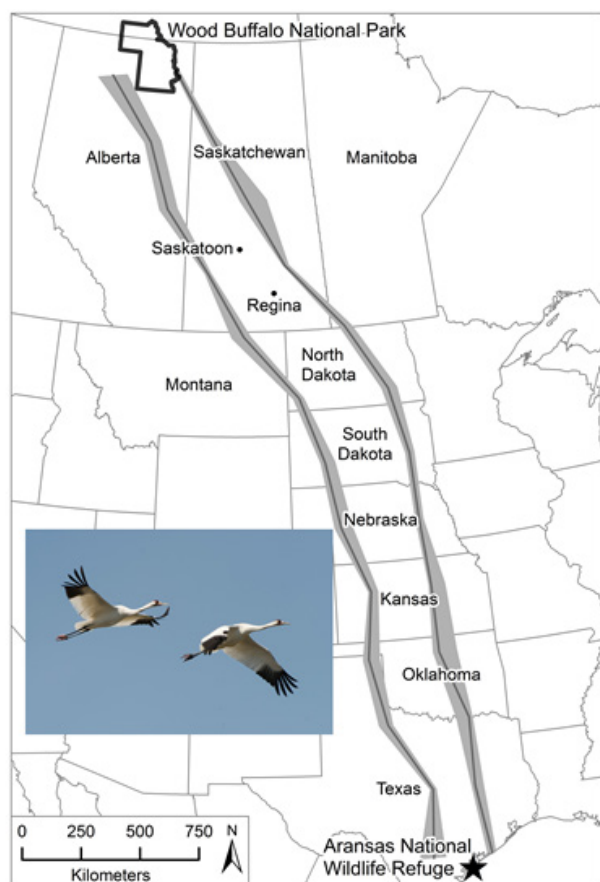 Wood Buffalo National Park
Saskatchewan
Alberta
Manitoba
Saskatoon
Regina
North
Dakota
Montana
South
Dakota
Nebraska
Kansas
Oklahoma
Texas
0 250 500 750
N
Kilometers
Aransas National
Wildlife Refuge